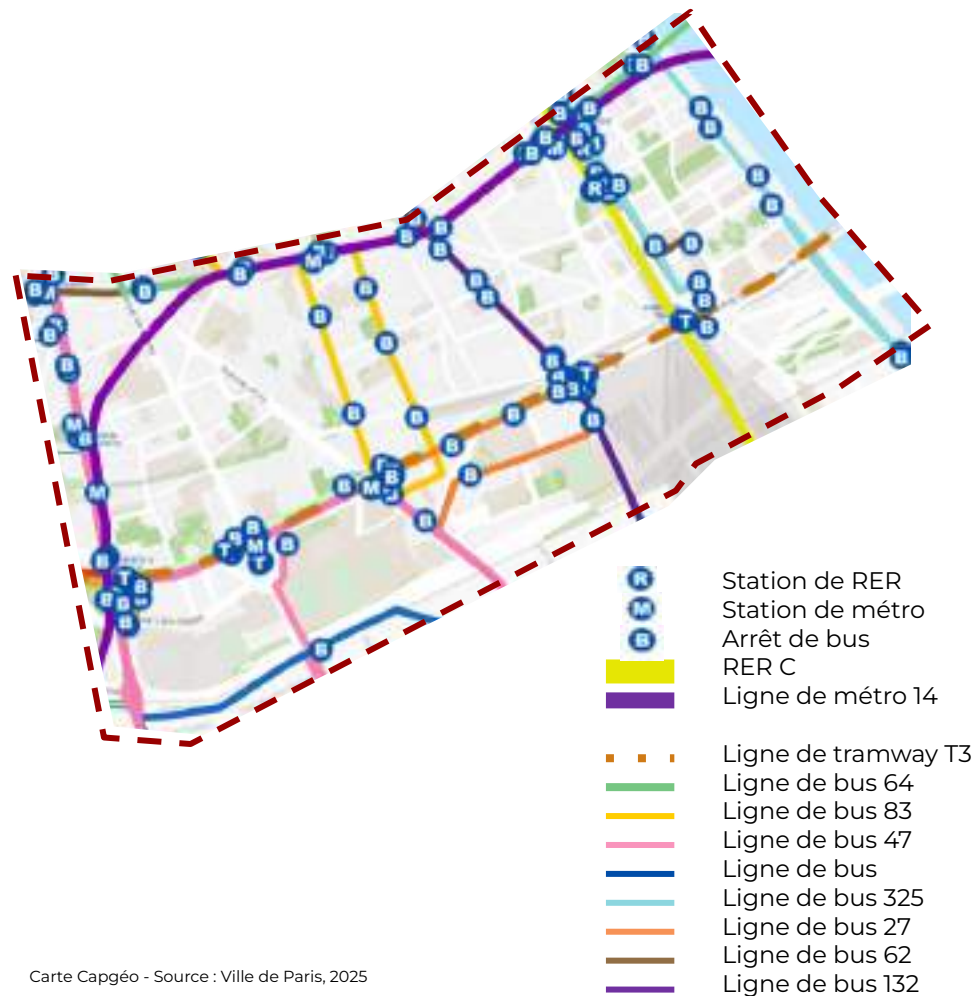 R Station de RER
M Station de métro
B Arrêt de bus
RER C
Ligne de métro 14
Ligne de tramway T3
Ligne de bus 64
Ligne de bus 83
Ligne de bus 47
Ligne de bus
Ligne de bus 325
Ligne de bus 27
Ligne de bus 62
Ligne de bus 132
Carte Capgéo - Source : Ville de Paris, 2025